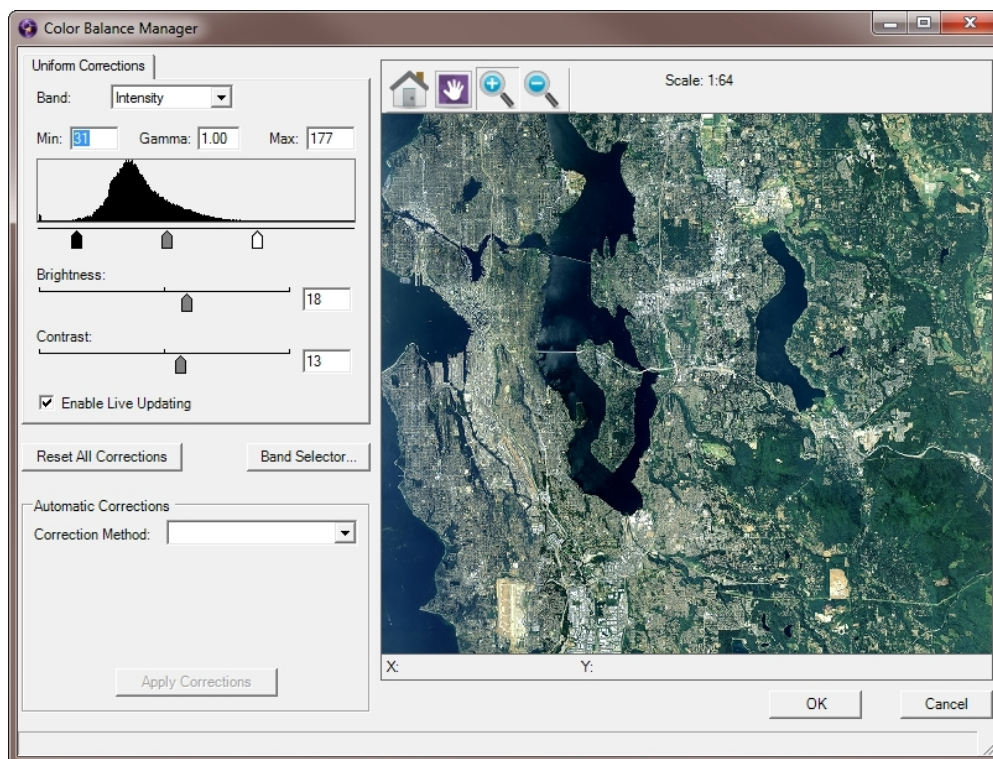 Color Balance Manager
Uniform Corrections
Band: Intensity
Min: 31 Gamma: 1.00 Max: 177
Brightness:
18
Contrast:
13
Enable Live Updating
Reset All Corrections Band Selector...
Automatic Corrections
Correction Method:
Apply Corrections
Scale: 1:64
X: Y:
OK Cancel